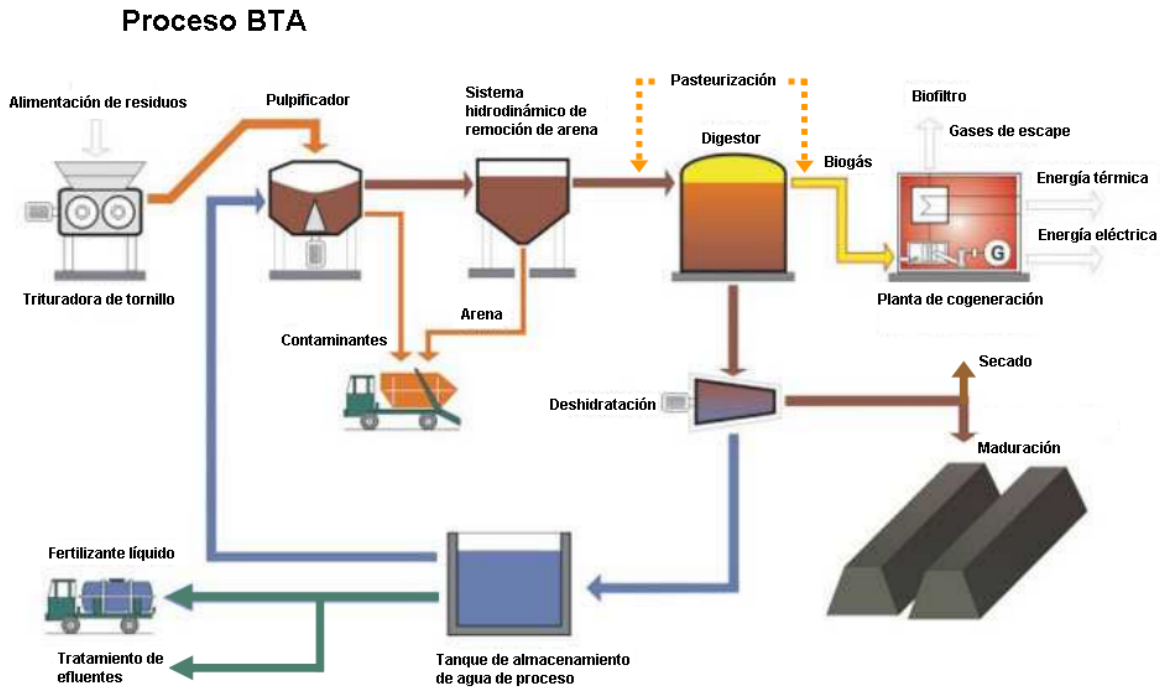 Proceso BTA
Alimentación de residuos
Pulpificador
Sistema
hidrodinámico de
remoción de arena
Pasteurización
Digestor
Biogás
Biofiltro
Gases de escape
Energía térmica
Energía eléctrica
G
Trituradora de tornillo
Planta de cogeneración
Arena
Contaminantes
Secado
Deshidratación
Maduración
Fertilizante líquido
Tratamiento de
efluentes
Tanque de almacenamiento
de agua de proceso